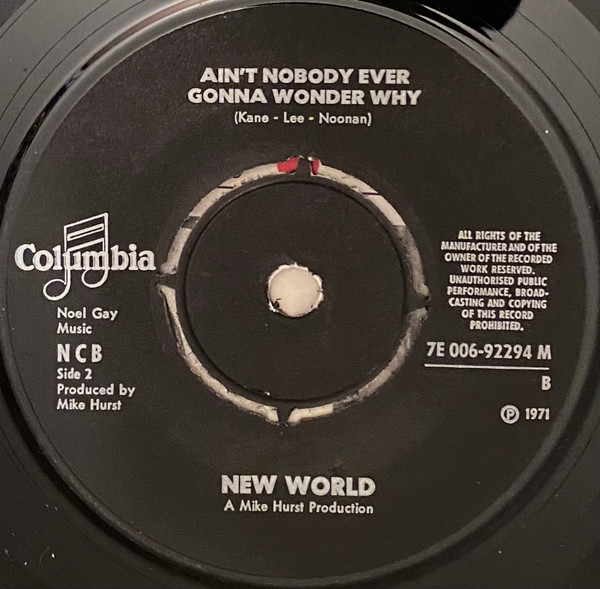 AIN'T NOBODY EVER
GONNA WONDER WHY
(Kane - Lee - Noonan)
Columbia
Noel Gay
Music
NCB
Side 2
Produced by
Mike Hurst
ALL RIGHTS OF THE
MANUFACTURER AND OF THE
OWNER OF THE RECORDED
WORK RESERVED.
UNAUTHORISED PUBLIC
PERFORMANCE, BROAD-
CASTING AND COPYING
OF THIS RECORD
PROHIBITED.
7E 006-92294 M
B
Ⓟ 1971
NEW WORLD
A Mike Hurst Production